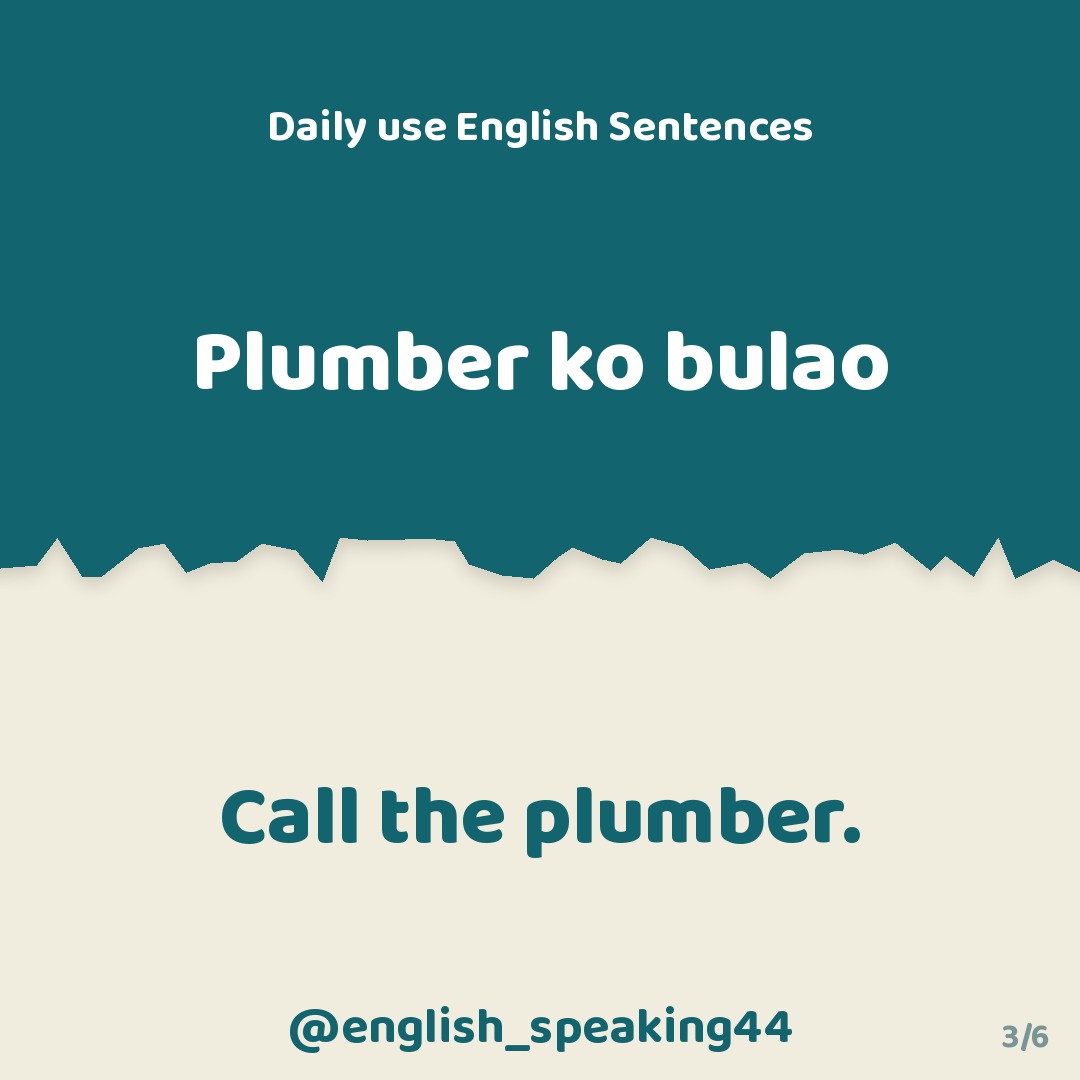 Daily use English Sentences
Plumber ko bulao
Call the plumber.
@english_speaking44
3/6